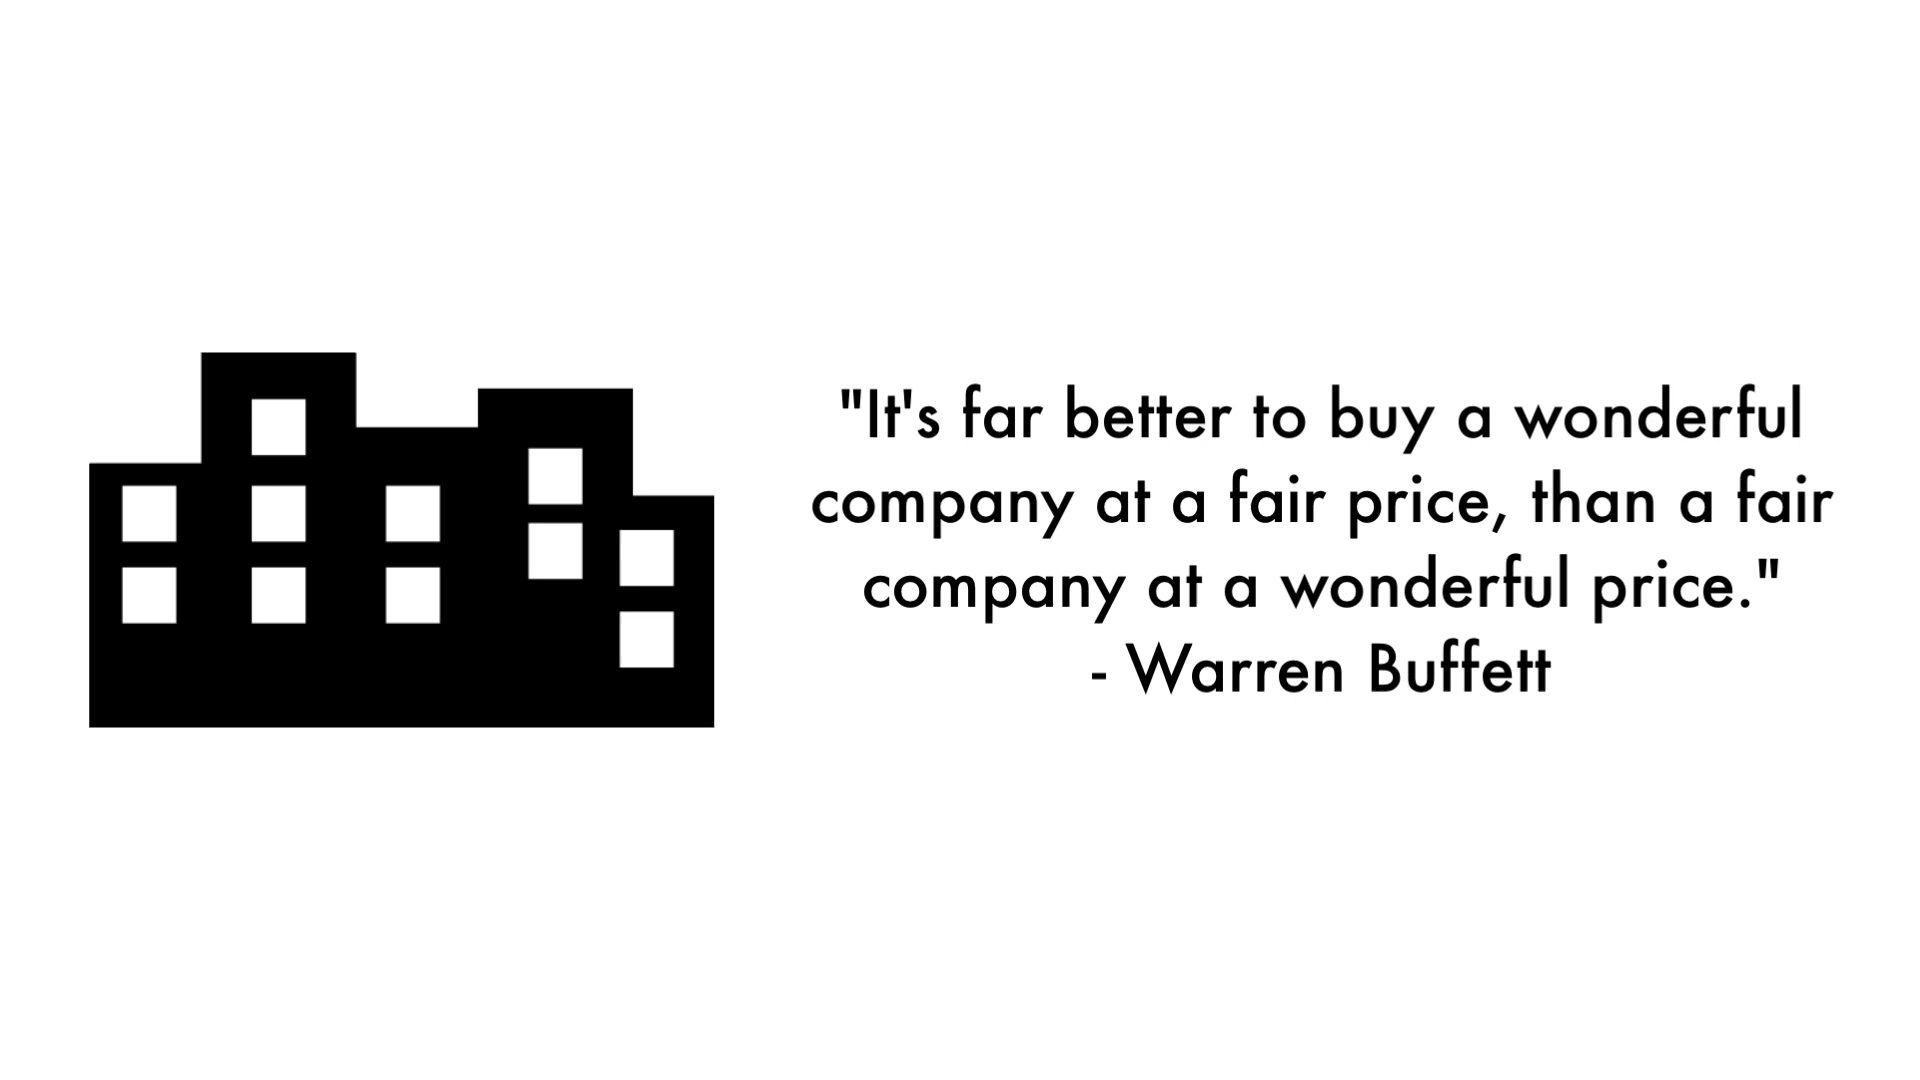 "It's far better to buy a wonderful
company at a fair price, than a fair
company at a wonderful price."
- Warren Buffett